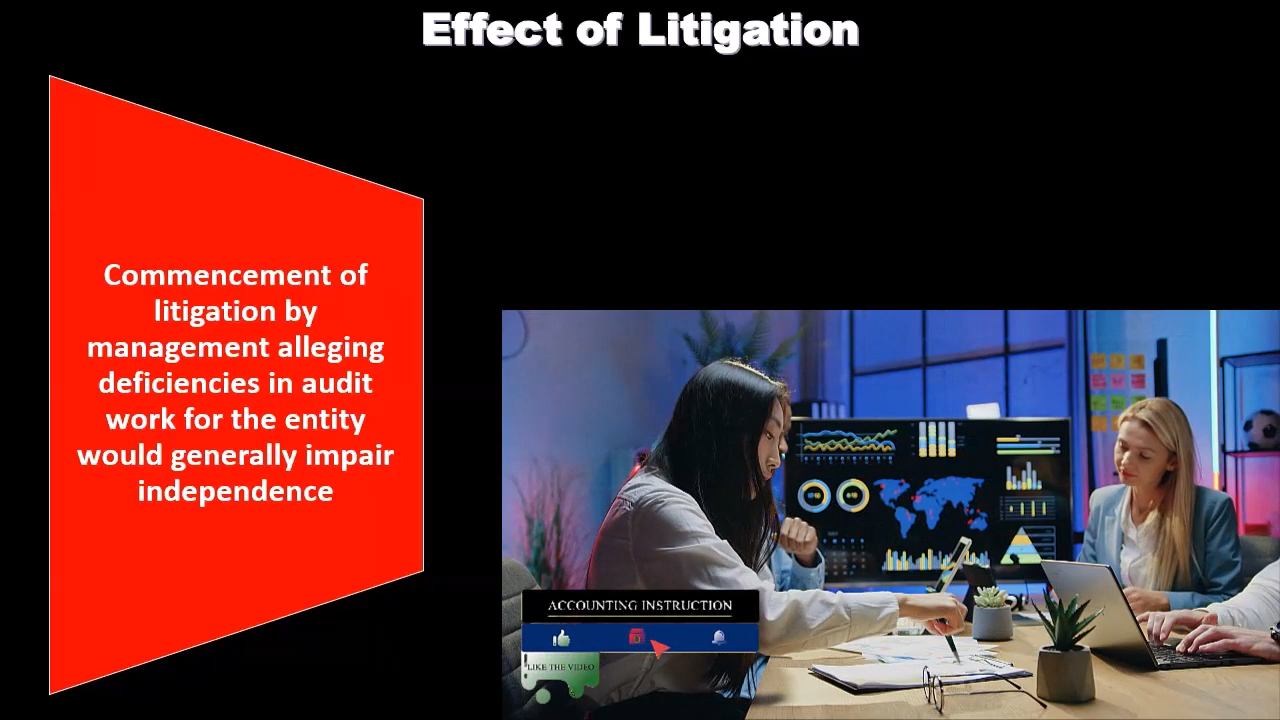 Effect of Litigation
Commencement of
litigation by
management alleging
deficiencies in audit
work for the entity
would generally impair
independence
ACCOUNTING INSTRUCTION
LIKE THE VIDEO